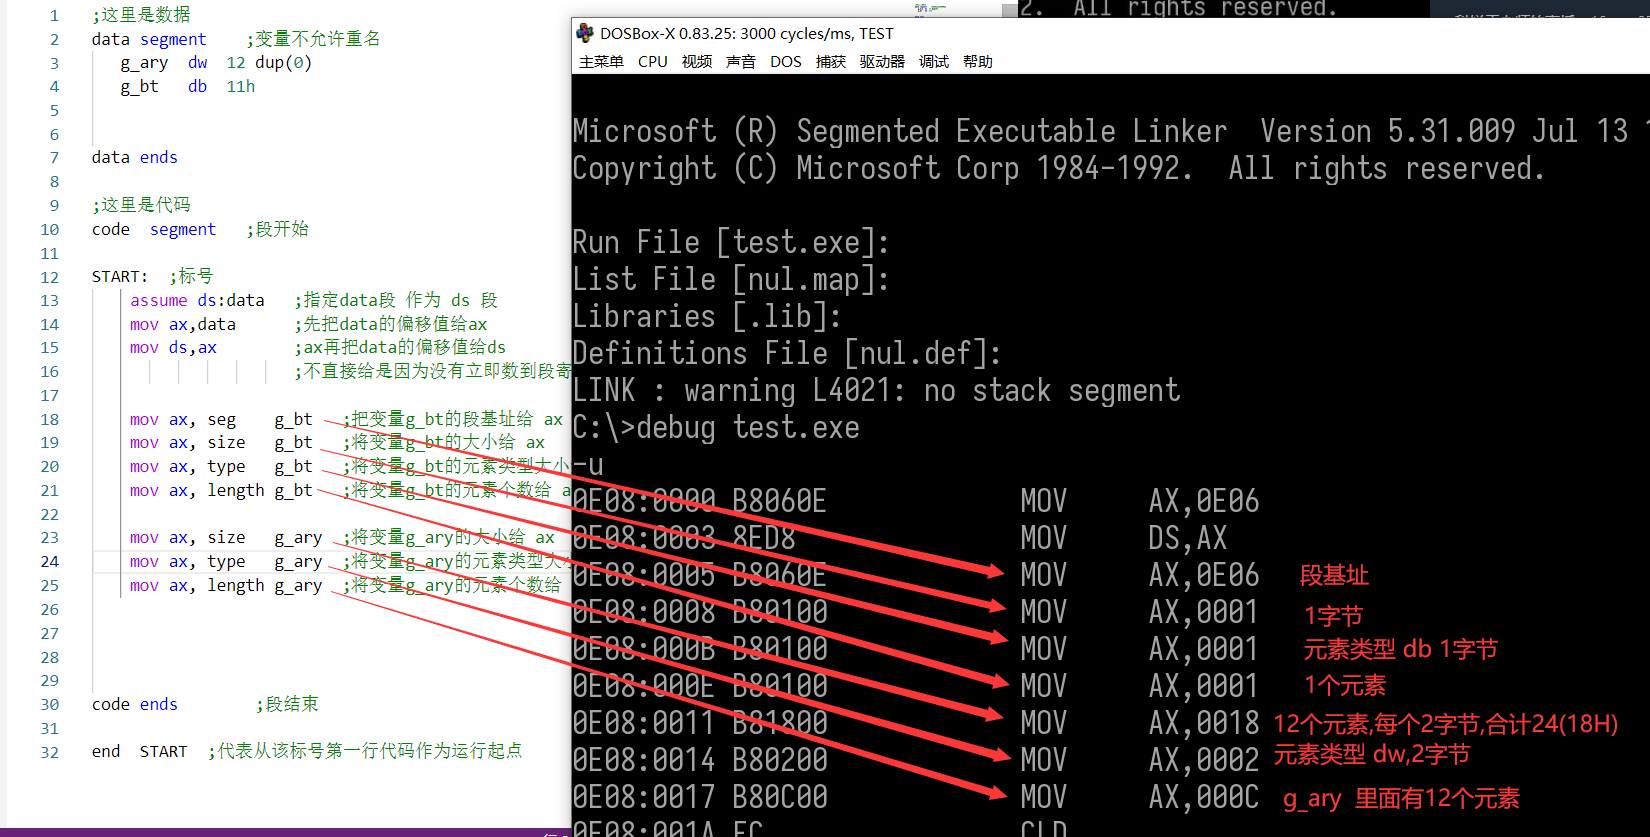 1 ;这里是数据
2 data segment ;变量不允许重名
3 g_ary dw 12 dup(0)
4 g_bt db 11h
5
6
7 data ends
8
9 ;这里是代码
10 code segment ;段开始
11
12 START: ;标号
13 assume ds:data ;指定data段 作为 ds 段
14 mov ax,data ;先把data的偏移值给ax
15 mov ds,ax ;ax再把data的偏移值给ds
16 ;不直接给是因为没有立即数到段寄
17
18 mov ax, seg g_bt ;把变量g_bt的段基址给 ax
19 mov ax, size g_bt ;将变量g_bt的大小给 ax
20 mov ax, type g_bt ;将变量g_bt的元素类型大小
21 mov ax, length g_bt ;将变量g_bt的元素个数给 a
22
23 mov ax, size g_ary ;将变量g_ary的大小给 ax
24 mov ax, type g_ary ;将变量g_ary的元素类型大小
25 mov ax, length g_ary ;将变量g_ary的元素个数给
26
27
28
29
30 code ends ;段结束
31
32 end START ;代表从该标号第一行代码作为运行起点
2. All rights reserved.
DOSBox-X 0.83.25: 3000 cycles/ms, TEST
主菜单 CPU 视频 声音 DOS 捕获 驱动器 调试 帮助
Microsoft (R) Segmented Executable Linker Version 5.31.009 Jul 13
Copyright (C) Microsoft Corp 1984-1992. All rights reserved.
Run File [test.exe]:
List File [nul.map]:
Libraries [.lib]:
Definitions File [nul.def]:
LINK : warning L4021: no stack segment
C:\>debug test.exe
-u
0E08:0000 B8060E MOV AX,0E06
0E08:0003 8ED8 MOV DS,AX
0E08:0005 B8060E MOV AX,0E06 段基址
0E08:0008 B80100 MOV AX,0001 1字节
0E08:000B B80100 MOV AX,0001 元素类型 db 1字节
0E08:000E B80100 MOV AX,0001 1个元素
0E08:0011 B81800 MOV AX,0018 12个元素,每个2字节,合计24(18H)
0E08:0014 B80200 MOV AX,0002 元素类型 dw,2字节
0E08:0017 B80C00 MOV AX,000C g_ary 里面有12个元素
0E08:001A FC CLD